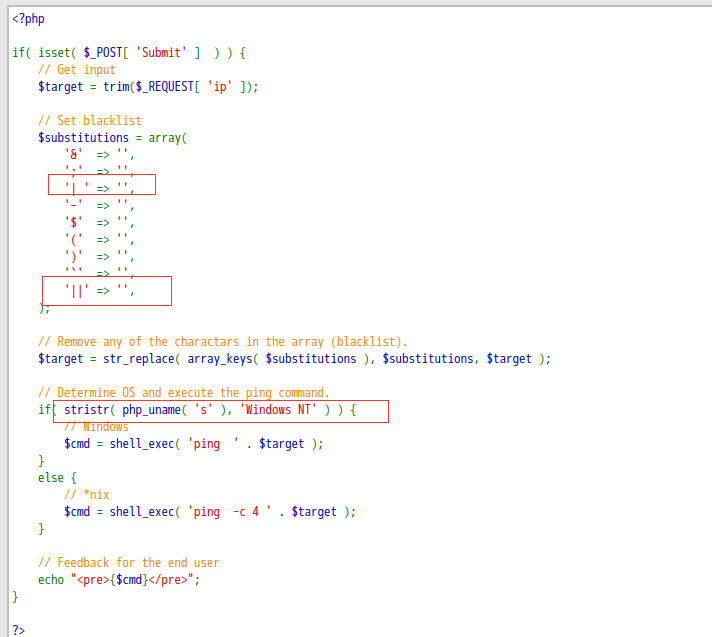 <?php

if( isset( $_POST[ 'Submit' ]  ) ) {
    // Get input
    $target = trim($_REQUEST[ 'ip' ]);

    // Set blacklist
    $substitutions = array(
        '&'  => '',
        ';'  => '',
        '| ' => '',
        '-'  => '',
        '$'  => '',
        '('  => '',
        ')'  => '',
        '`'  => '',
        '||' => '',
    );

    // Remove any of the charactars in the array (blacklist).
    $target = str_replace( array_keys( $substitutions ), $substitutions, $target );

    // Determine OS and execute the ping command.
    if( stristr( php_uname( 's' ), 'Windows NT' ) ) {
        // Windows
        $cmd = shell_exec( 'ping  ' . $target );
    }
    else {
        // *nix
        $cmd = shell_exec( 'ping  -c 4 ' . $target );
    }

    // Feedback for the end user
    echo "<pre>{$cmd}</pre>";
}

?>